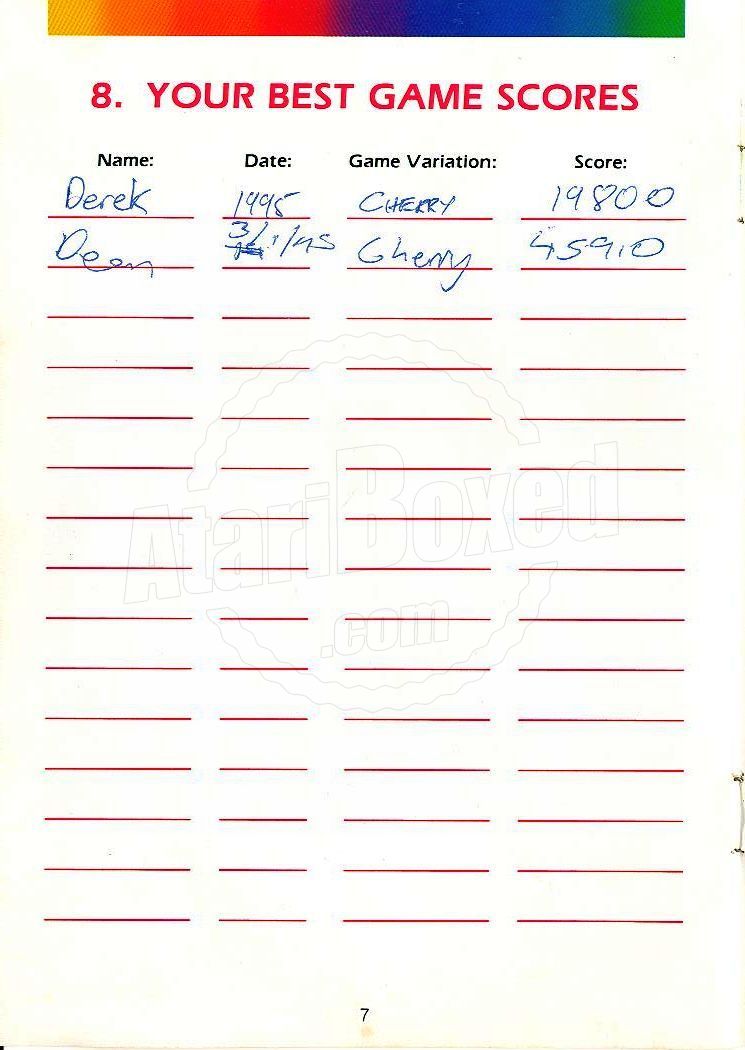 8. YOUR BEST GAME SCORES
Name: Date: Game Variation: Score:
Derek 1995 CHERRY 19800
Dean 3/1/95 Cherry 45910
AtariBoxed
.com
7